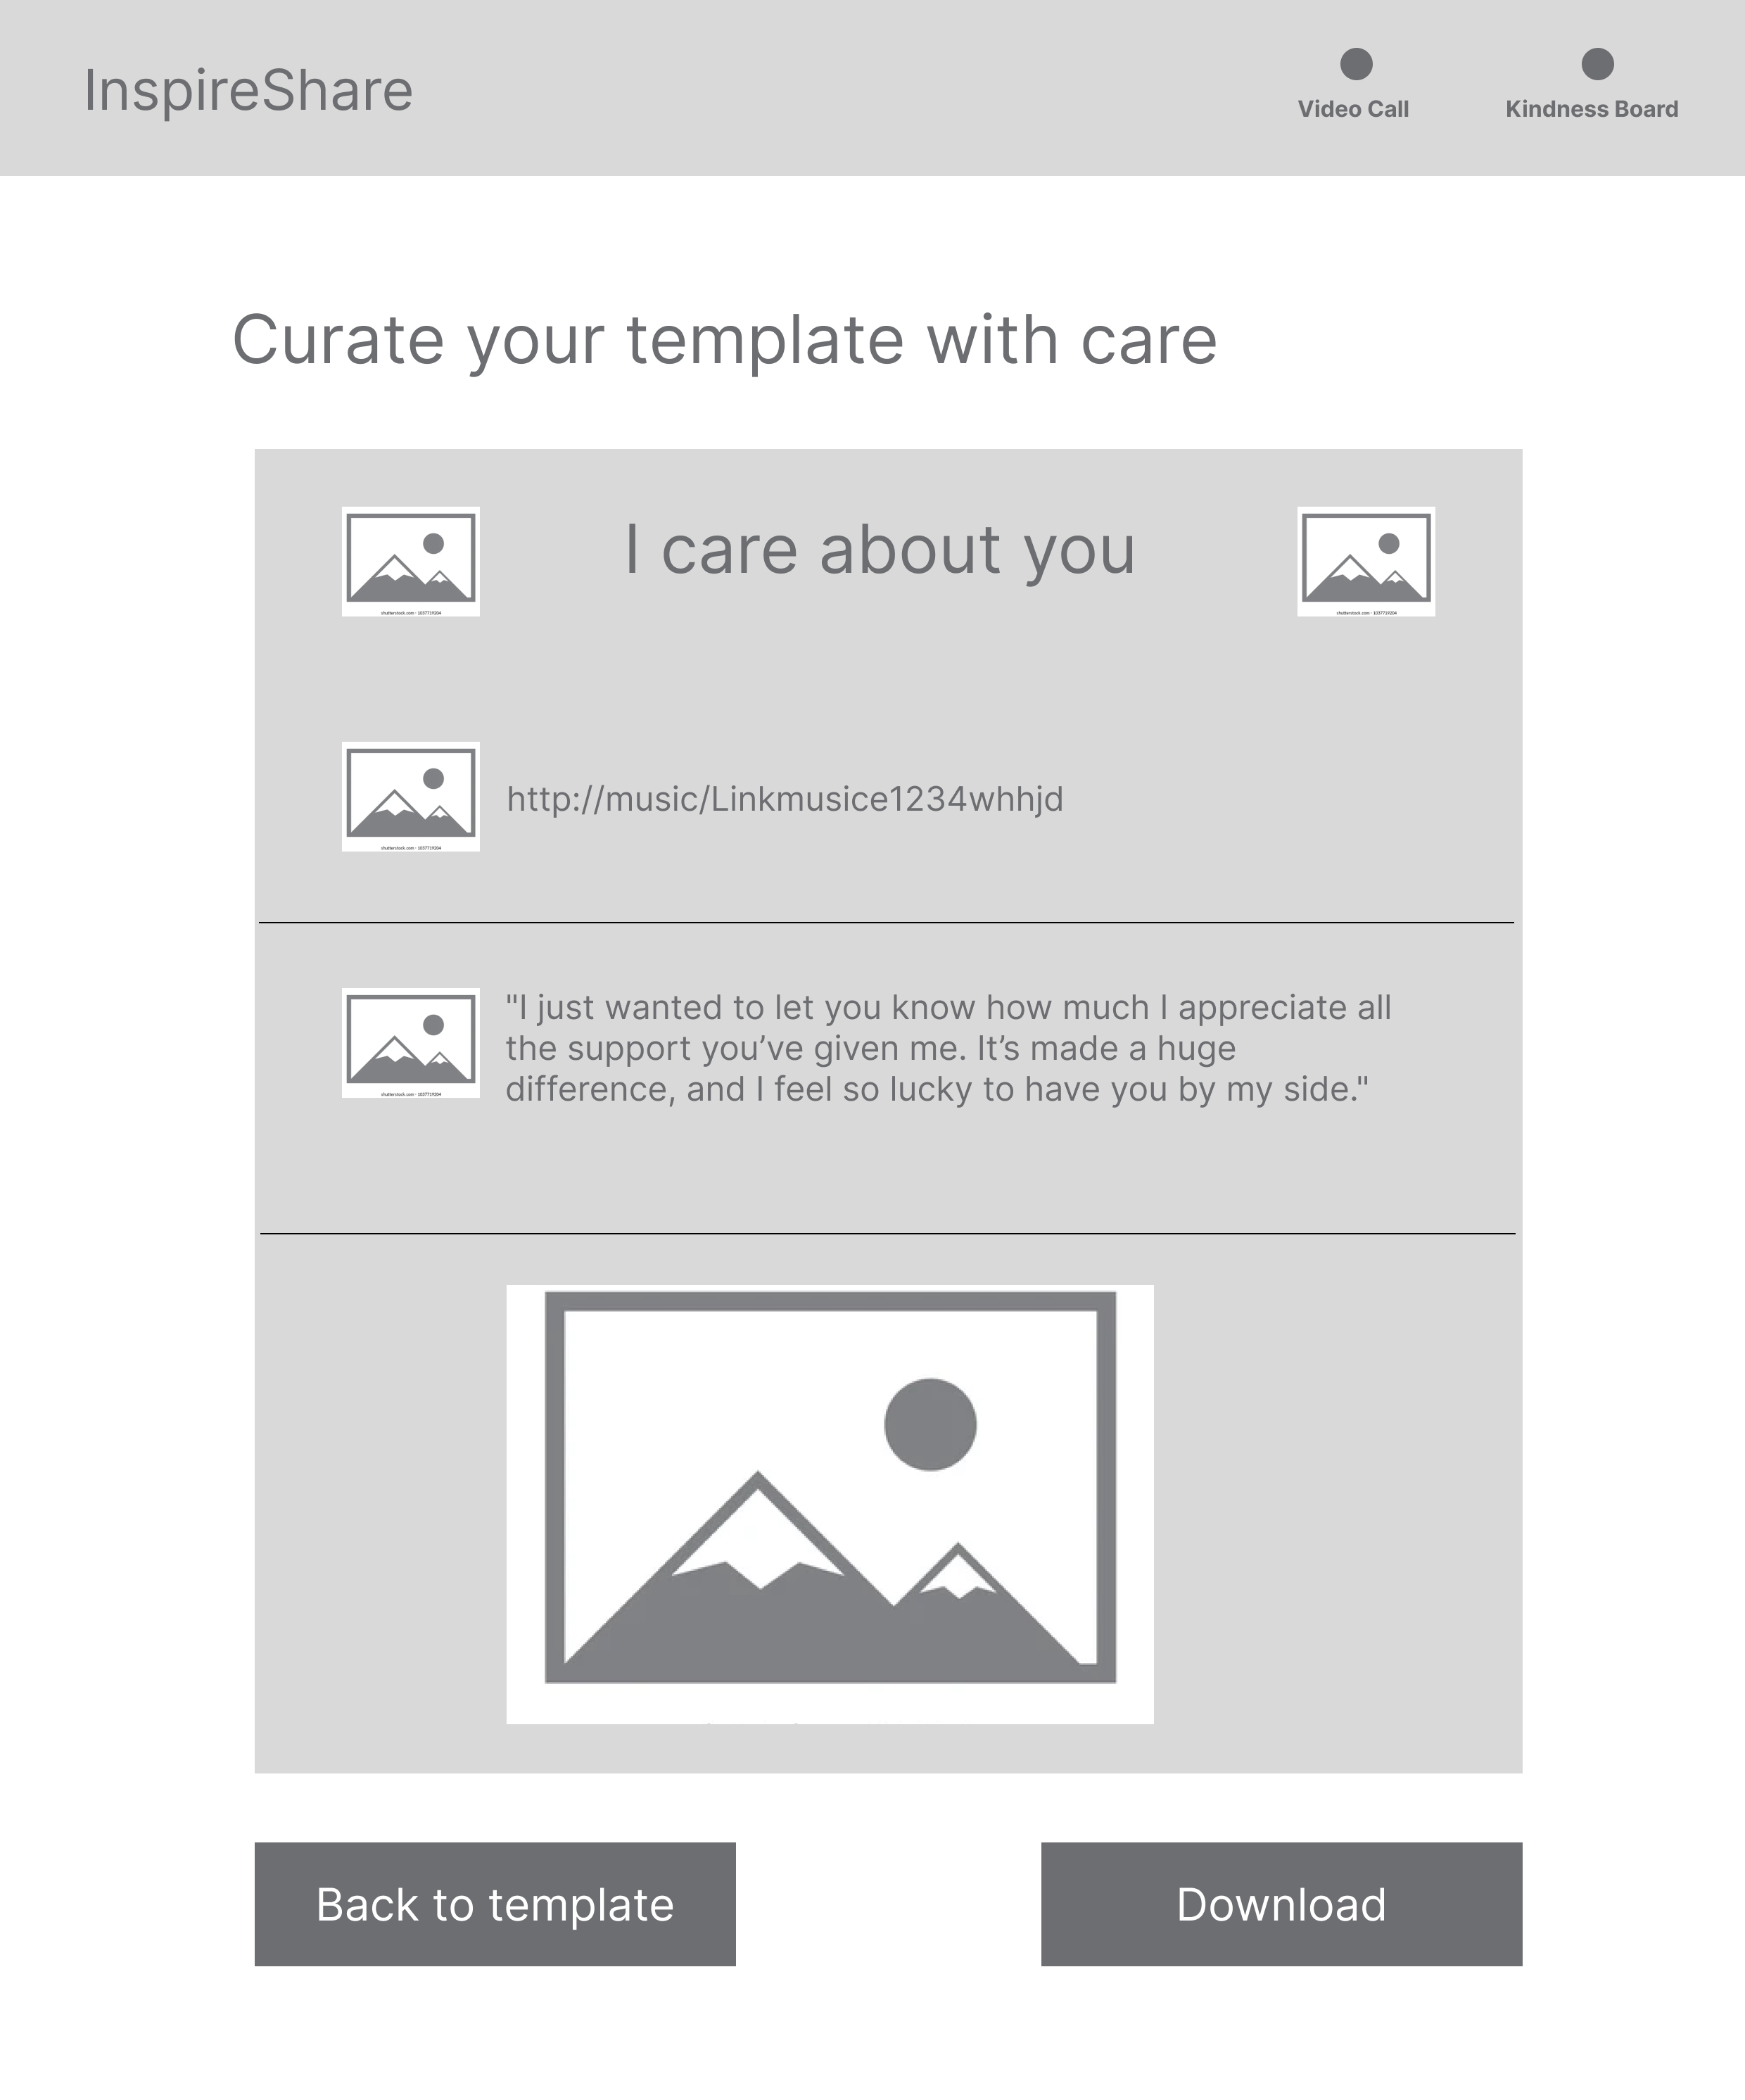 InspireShare
Video Call
Kindness Board
Curate your template with care
I care about you
http://music/Linkmusice1234whhjd
"I just wanted to let you know how much I appreciate all
the support you’ve given me. It’s made a huge
difference, and I feel so lucky to have you by my side."
Back to template
Download